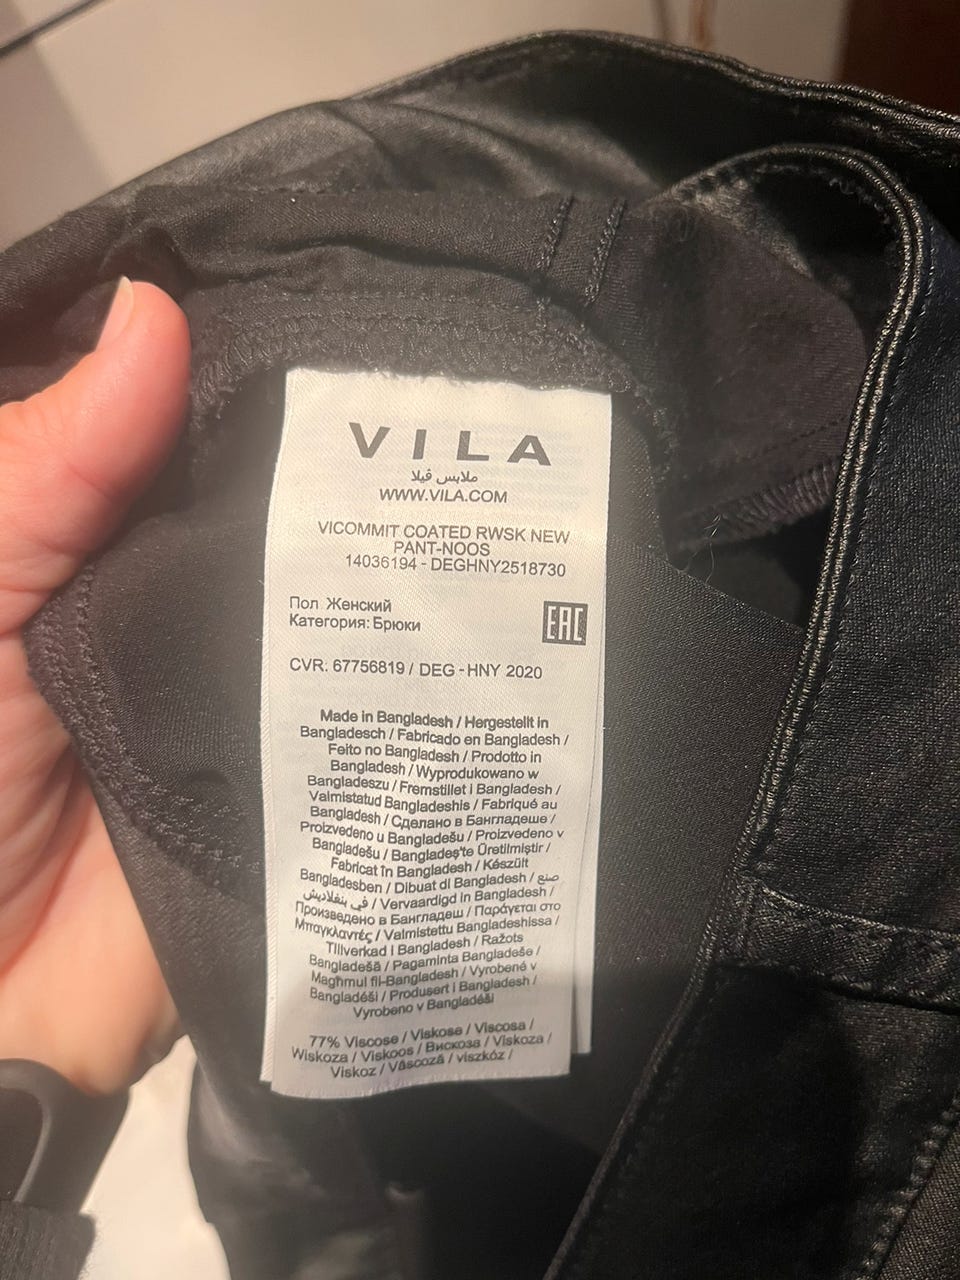 VILA
ملابس ڤيلا
WWW.VILA.COM
VICOMMIT COATED RWSK NEW
PANT-NOOS
14036194 - DEGHNY2518730
Пол Женский
Категория: Брюки
EAC
CVR: 67756819 / DEG - HNY 2020
Made in Bangladesh / Hergestellt in
Bangladesch / Fabricado en Bangladesh /
Feito no Bangladesh / Prodotto in
Bangladesh / Wyprodukowano w
Bangladeszu / Fremstillet i Bangladesh /
Valmistatud Bangladeshis / Fabriqué au
Bangladesh / Сделано в Бангладеше /
Proizvedeno u Bangladešu / Proizvedeno v
Bangladešu / Bangladeş'te Üretilmiştir /
Fabricat în Bangladesh / Készült
Bangladesben / Dibuat di Bangladesh / صنع
في بنغلاديش / Vervaardigd in Bangladesh /
Произведено в Бангладеш / Παράγεται στο
Μπαγκλαντές / Valmistettu Bangladeshissa /
Tillverkad i Bangladesh / Ražots
Bangladešā / Pagaminta Bangladeše /
Magħmul fil-Bangladesh / Vyrobené v
Bangladéši / Produsert i Bangladesh /
Vyrobeno v Bangladéši
77% Viscose / Viskose / Viscosa /
Wiskoza / Viskoos / Вискоза / Viskoza /
Viskoz / Vâscoză / viszkóz /